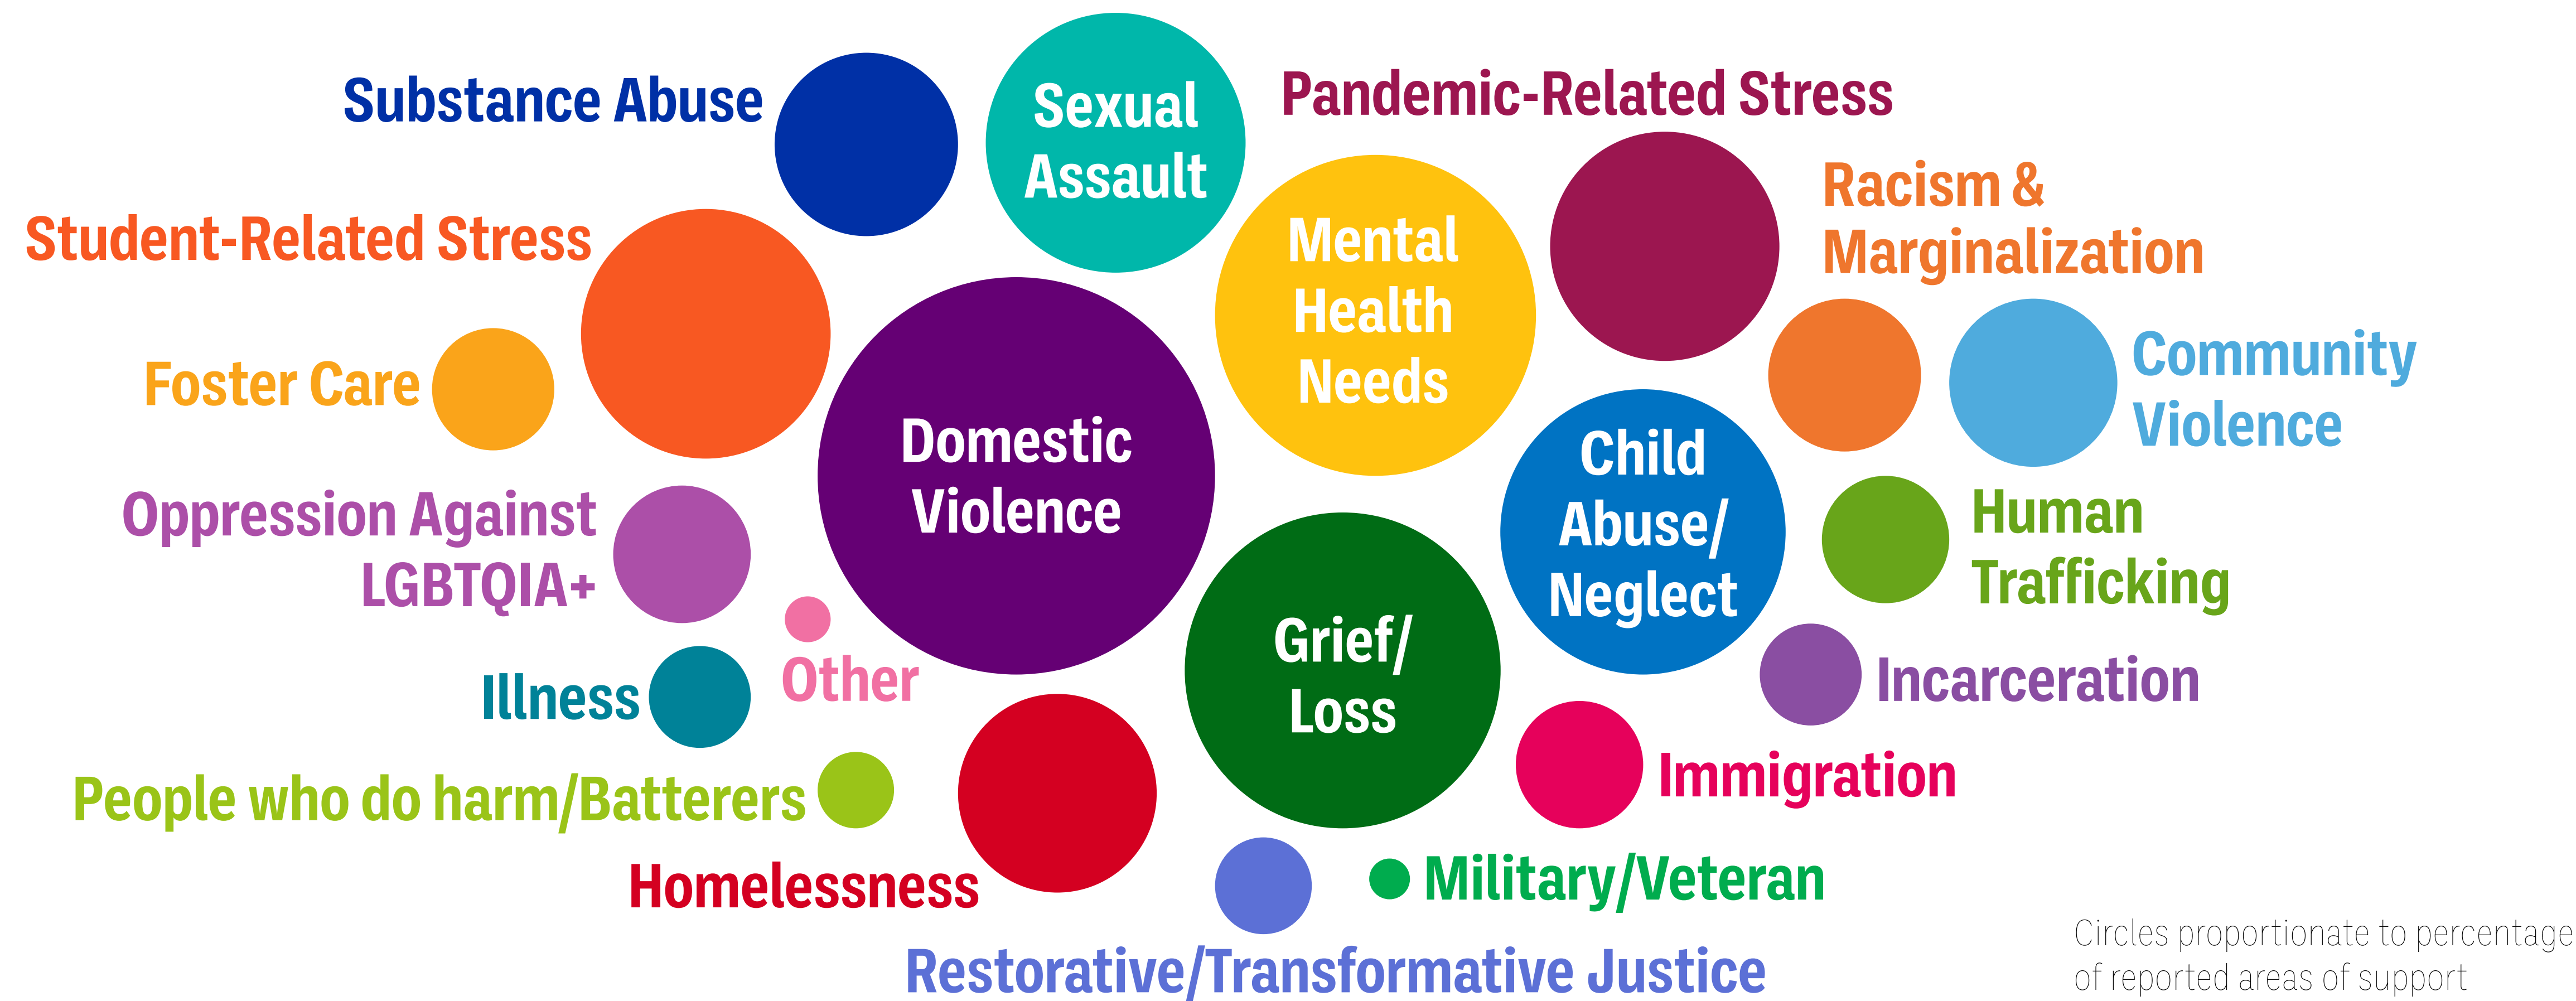 Substance Abuse
Sexual
Assault
Pandemic-Related Stress
Racism &
Marginalization
Student-Related Stress
Mental
Health
Needs
Foster Care
Community
Violence
Domestic
Violence
Child
Abuse/
Neglect
Oppression Against
LGBTQIA+
Human
Trafficking
Grief/
Loss
Other
Illness
Incarceration
Immigration
People who do harm/Batterers
Homelessness
Military/Veteran
Restorative/Transformative Justice
Circles proportionate to percentage
of reported areas of support